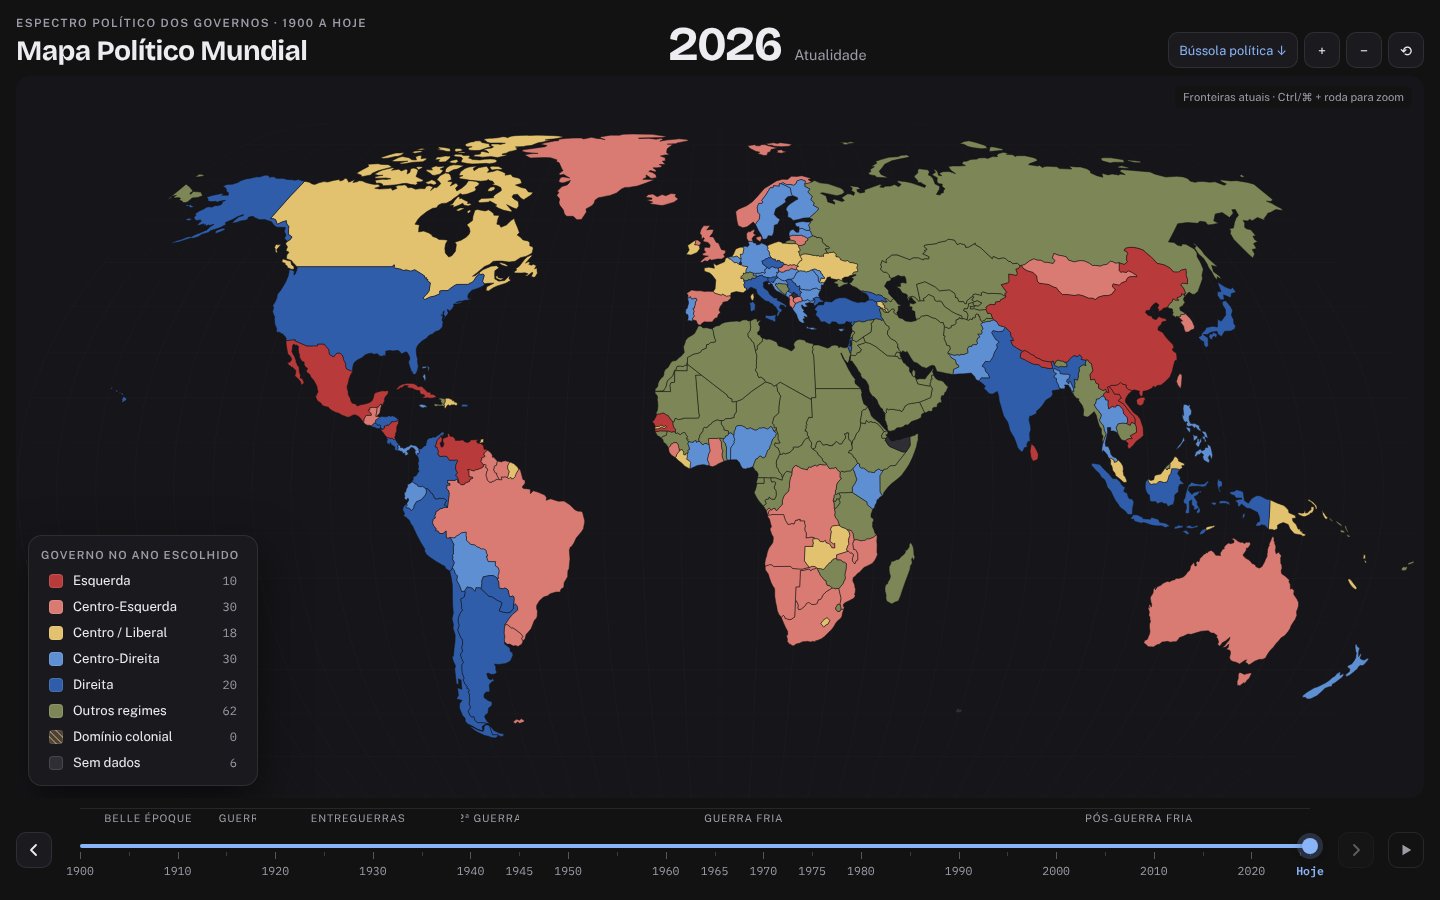 ESPECTRO POLÍTICO DOS GOVERNOS · 1900 A HOJE
Mapa Político Mundial
2026 Atualidade
Bússola política ↓ + − ⟲
Fronteiras atuais · Ctrl/⌘ + roda para zoom
GOVERNO NO ANO ESCOLHIDO
Esquerda 10
Centro-Esquerda 30
Centro / Liberal 18
Centro-Direita 30
Direita 20
Outros regimes 62
Domínio colonial 0
Sem dados 6
BELLE ÉPOQUE GUERR ENTREGUERRAS 2ª GUERRA GUERRA FRIA PÓS-GUERRA FRIA
1900 1910 1920 1930 1940 1945 1950 1960 1965 1970 1975 1980 1990 2000 2010 2020 Hoje